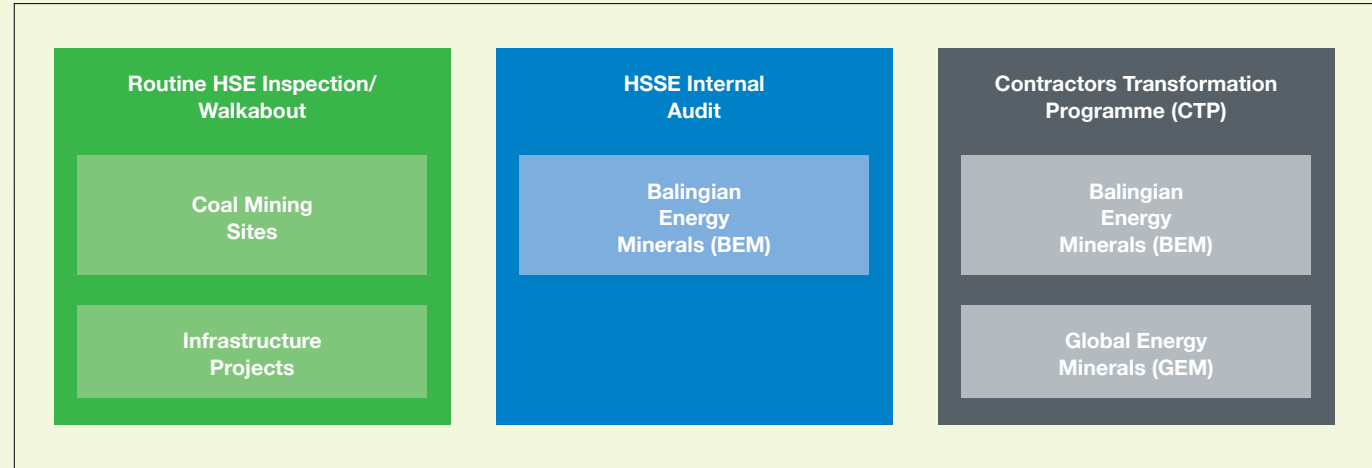 Routine HSE Inspection/
Walkabout
Coal Mining
Sites
Infrastructure
Projects
HSSE Internal
Audit
Balingian
Energy
Minerals (BEM)
Contractors Transformation
Programme (CTP)
Balingian
Energy
Minerals (BEM)
Global Energy
Minerals (GEM)